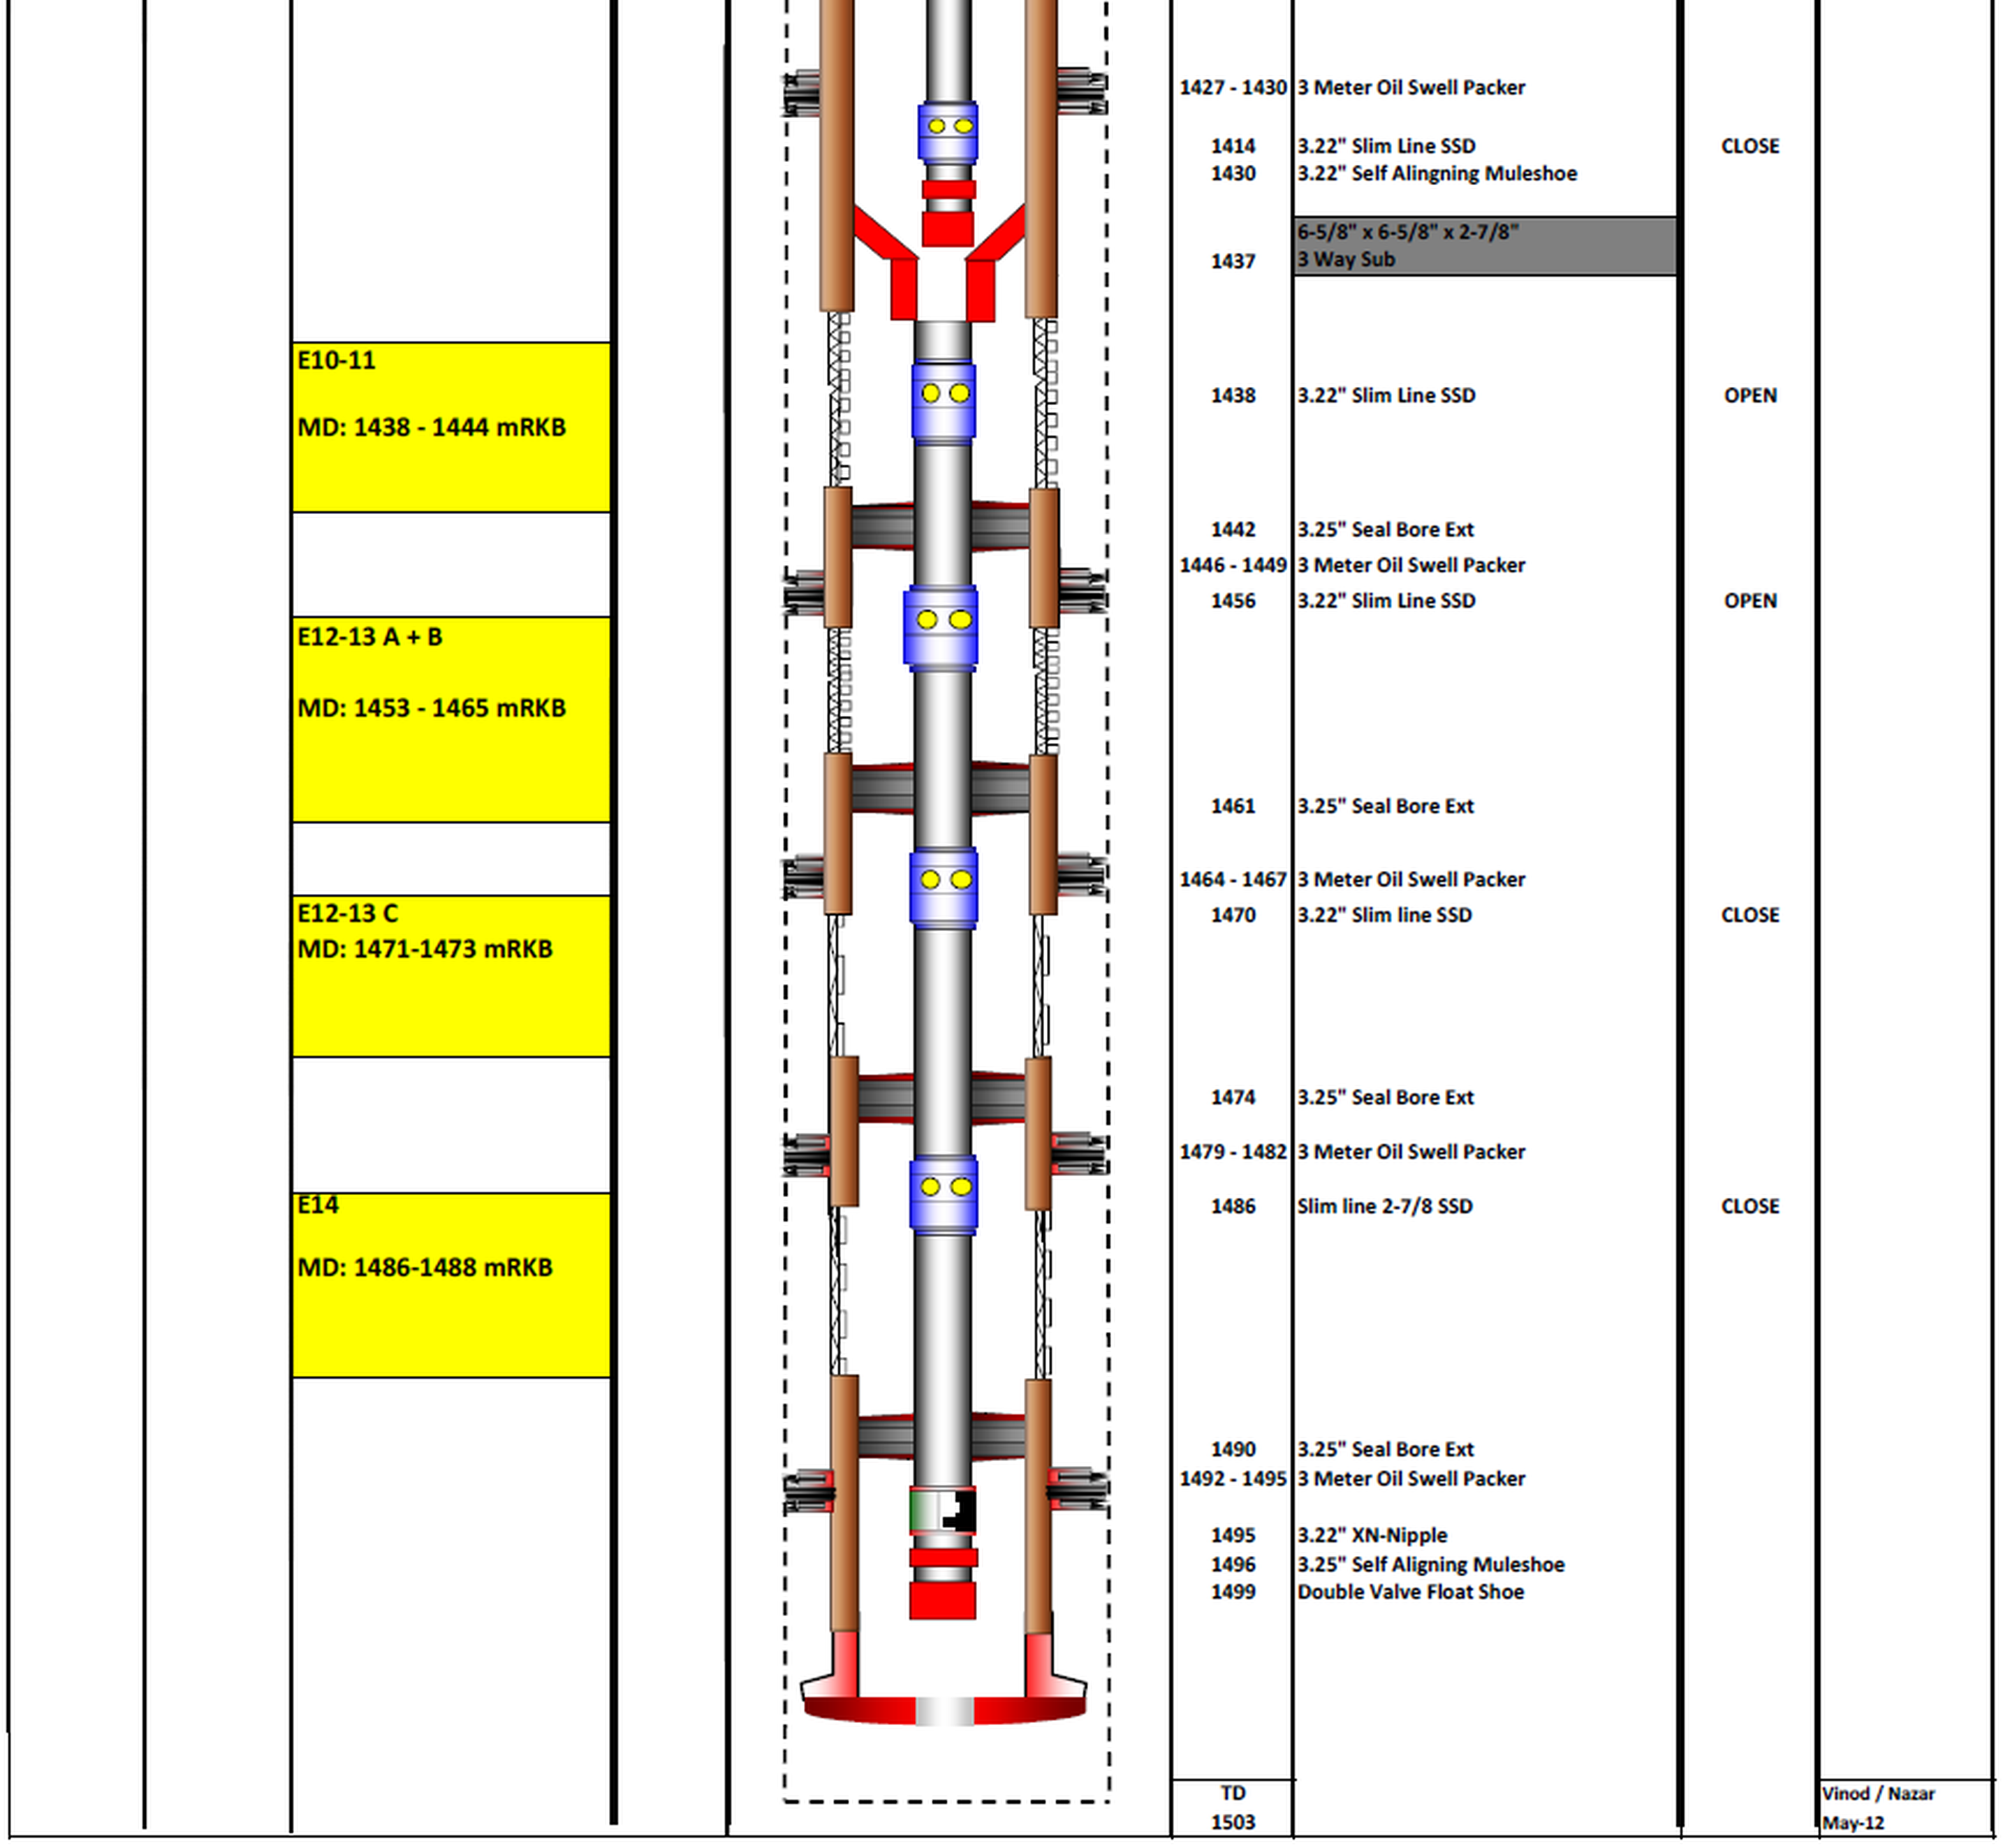 1427 - 1430 3 Meter Oil Swell Packer
1414 3.22" Slim Line SSD CLOSE
1430 3.22" Self Alingning Muleshoe
6-5/8" x 6-5/8" x 2-7/8"
1437 3 Way Sub
E10-11
1438 3.22" Slim Line SSD OPEN
MD: 1438 - 1444 mRKB
1442 3.25" Seal Bore Ext
1446 - 1449 3 Meter Oil Swell Packer
1456 3.22" Slim Line SSD OPEN
E12-13 A + B
MD: 1453 - 1465 mRKB
1461 3.25" Seal Bore Ext
1464 - 1467 3 Meter Oil Swell Packer
E12-13 C
1470 3.22" Slim line SSD CLOSE
MD: 1471-1473 mRKB
1474 3.25" Seal Bore Ext
1479 - 1482 3 Meter Oil Swell Packer
E14
1486 Slim line 2-7/8 SSD CLOSE
MD: 1486-1488 mRKB
1490 3.25" Seal Bore Ext
1492 - 1495 3 Meter Oil Swell Packer
1495 3.22" XN-Nipple
1496 3.25" Self Aligning Muleshoe
1499 Double Valve Float Shoe
TD Vinod / Nazar
1503 May-12